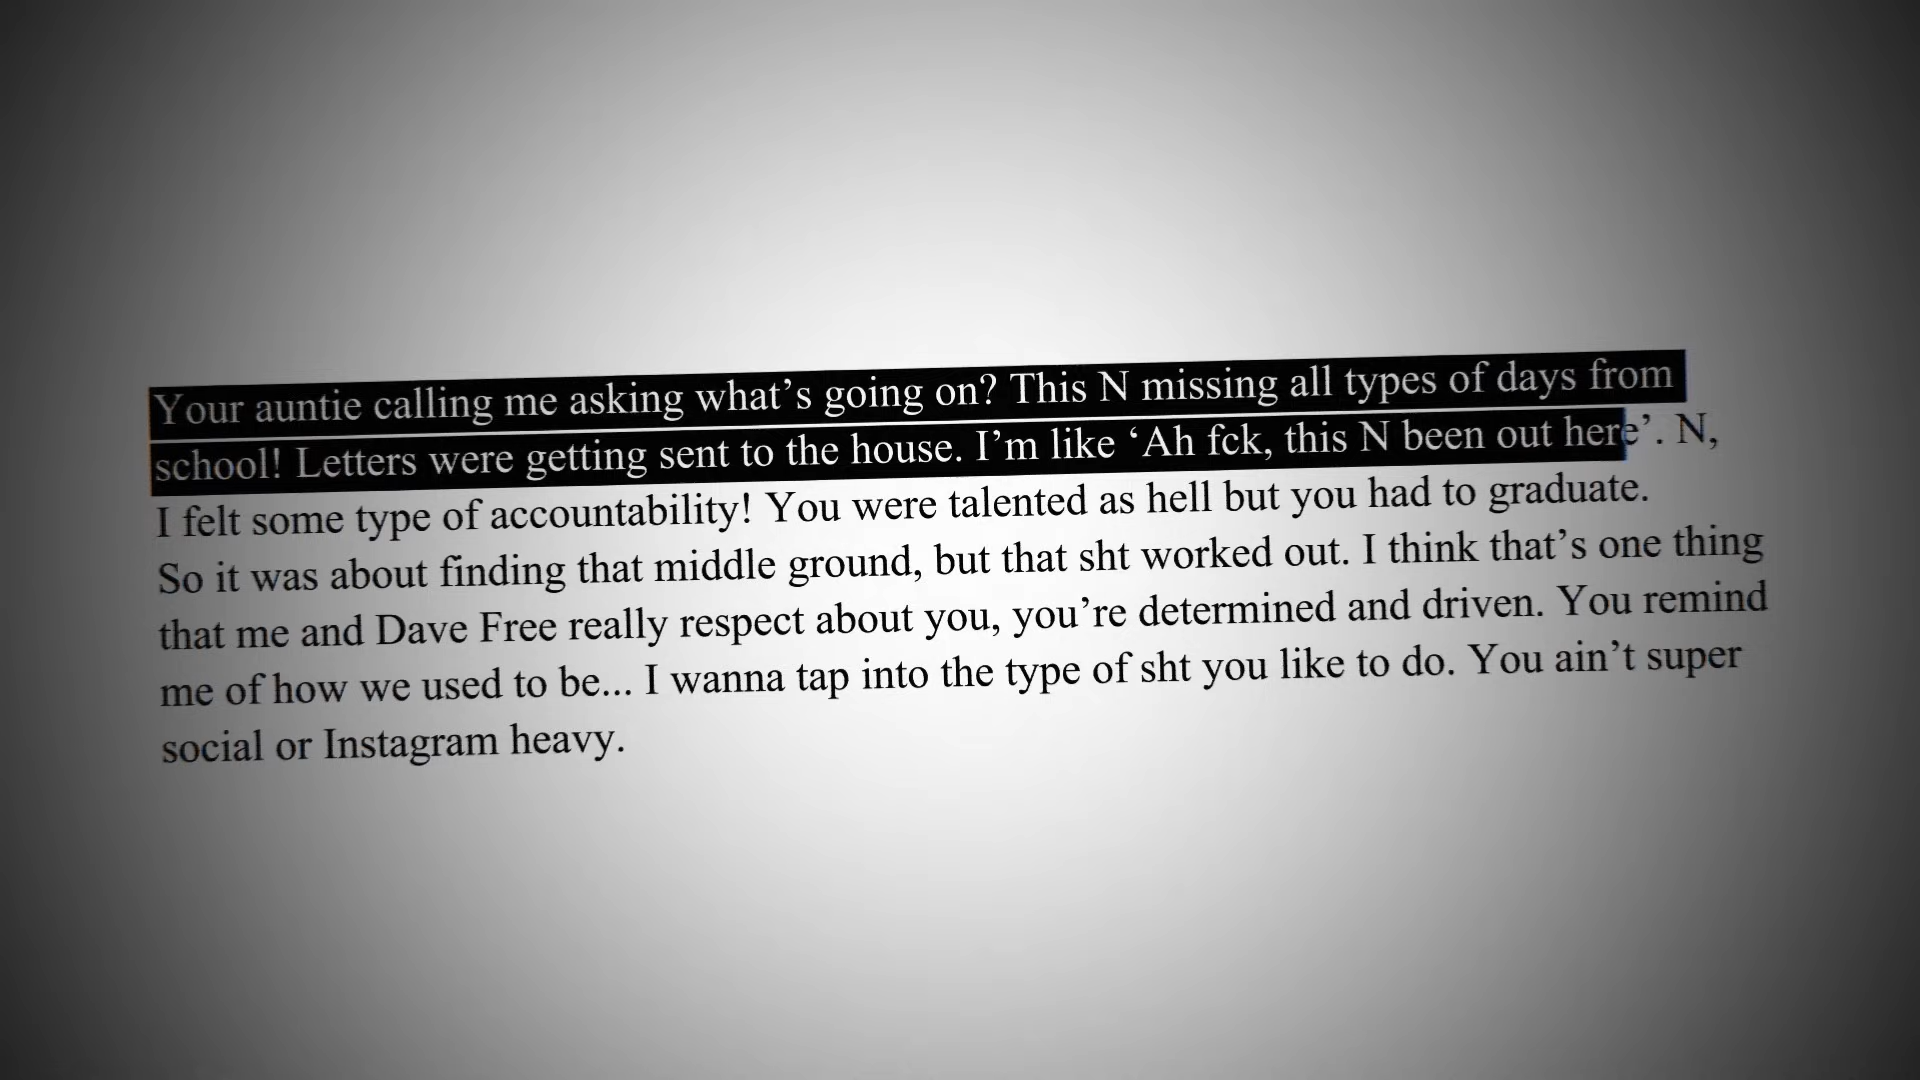 Your auntie calling me asking what’s going on? This N missing all types of days from
school! Letters were getting sent to the house. I’m like ‘Ah fck, this N been out here’. N,
I felt some type of accountability! You were talented as hell but you had to graduate.
So it was about finding that middle ground, but that sht worked out. I think that’s one thing
that me and Dave Free really respect about you, you’re determined and driven. You remind
me of how we used to be... I wanna tap into the type of sht you like to do. You ain’t super
social or Instagram heavy.